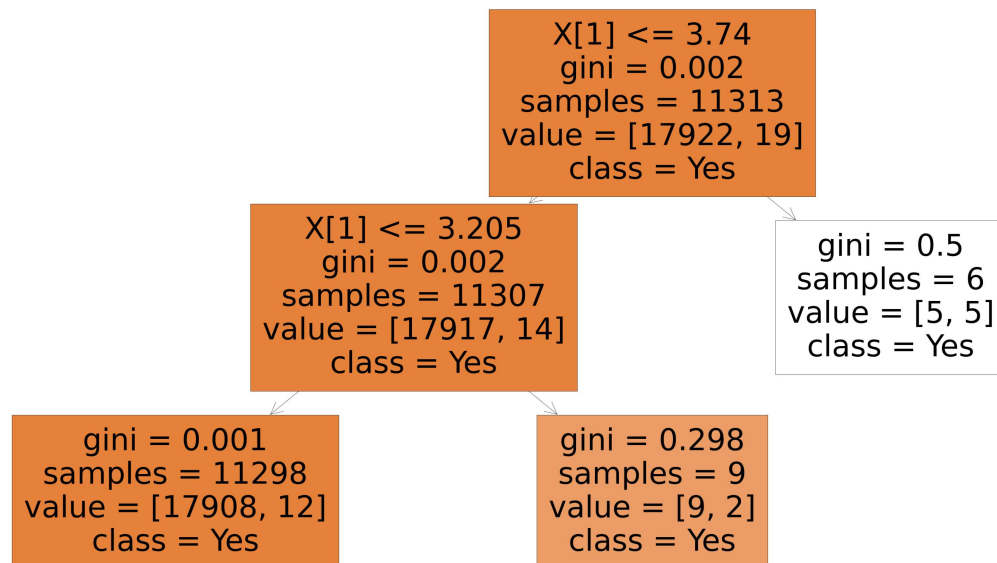 X[1] <= 3.74
gini = 0.002
samples = 11313
value = [17922, 19]
class = Yes
X[1] <= 3.205
gini = 0.002
samples = 11307
value = [17917, 14]
class = Yes
gini = 0.5
samples = 6
value = [5, 5]
class = Yes
gini = 0.001
samples = 11298
value = [17908, 12]
class = Yes
gini = 0.298
samples = 9
value = [9, 2]
class = Yes